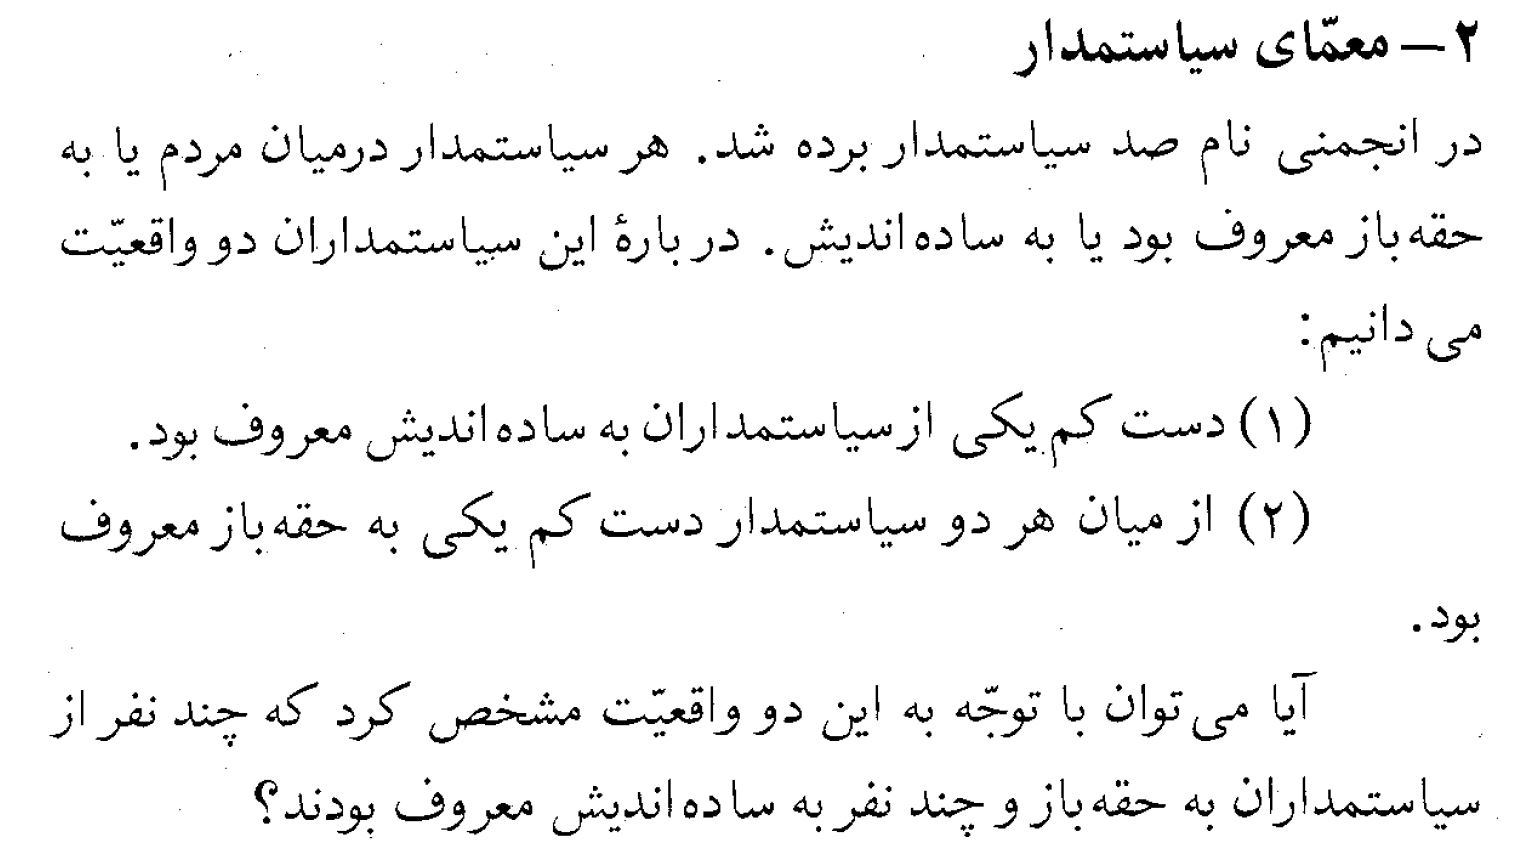 ۲ — معمّای سیاستمدار
در انجمنی نام صد سیاستمدار برده شد. هر سیاستمدار درمیان مردم یا به
حقه‌باز معروف بود یا به ساده‌اندیش. در بارهٔ این سیاستمداران دو واقعیّت
می دانیم:
(۱) دست کم یکی از سیاستمداران به ساده‌اندیش معروف بود.
(۲) از میان هر دو سیاستمدار دست کم یکی به حقه‌باز معروف
بود.
آیا می‌توان با توجّه به این دو واقعیّت مشخص کرد که چند نفر از
سیاستمداران به حقه‌باز و چند نفر به ساده‌اندیش معروف بودند؟